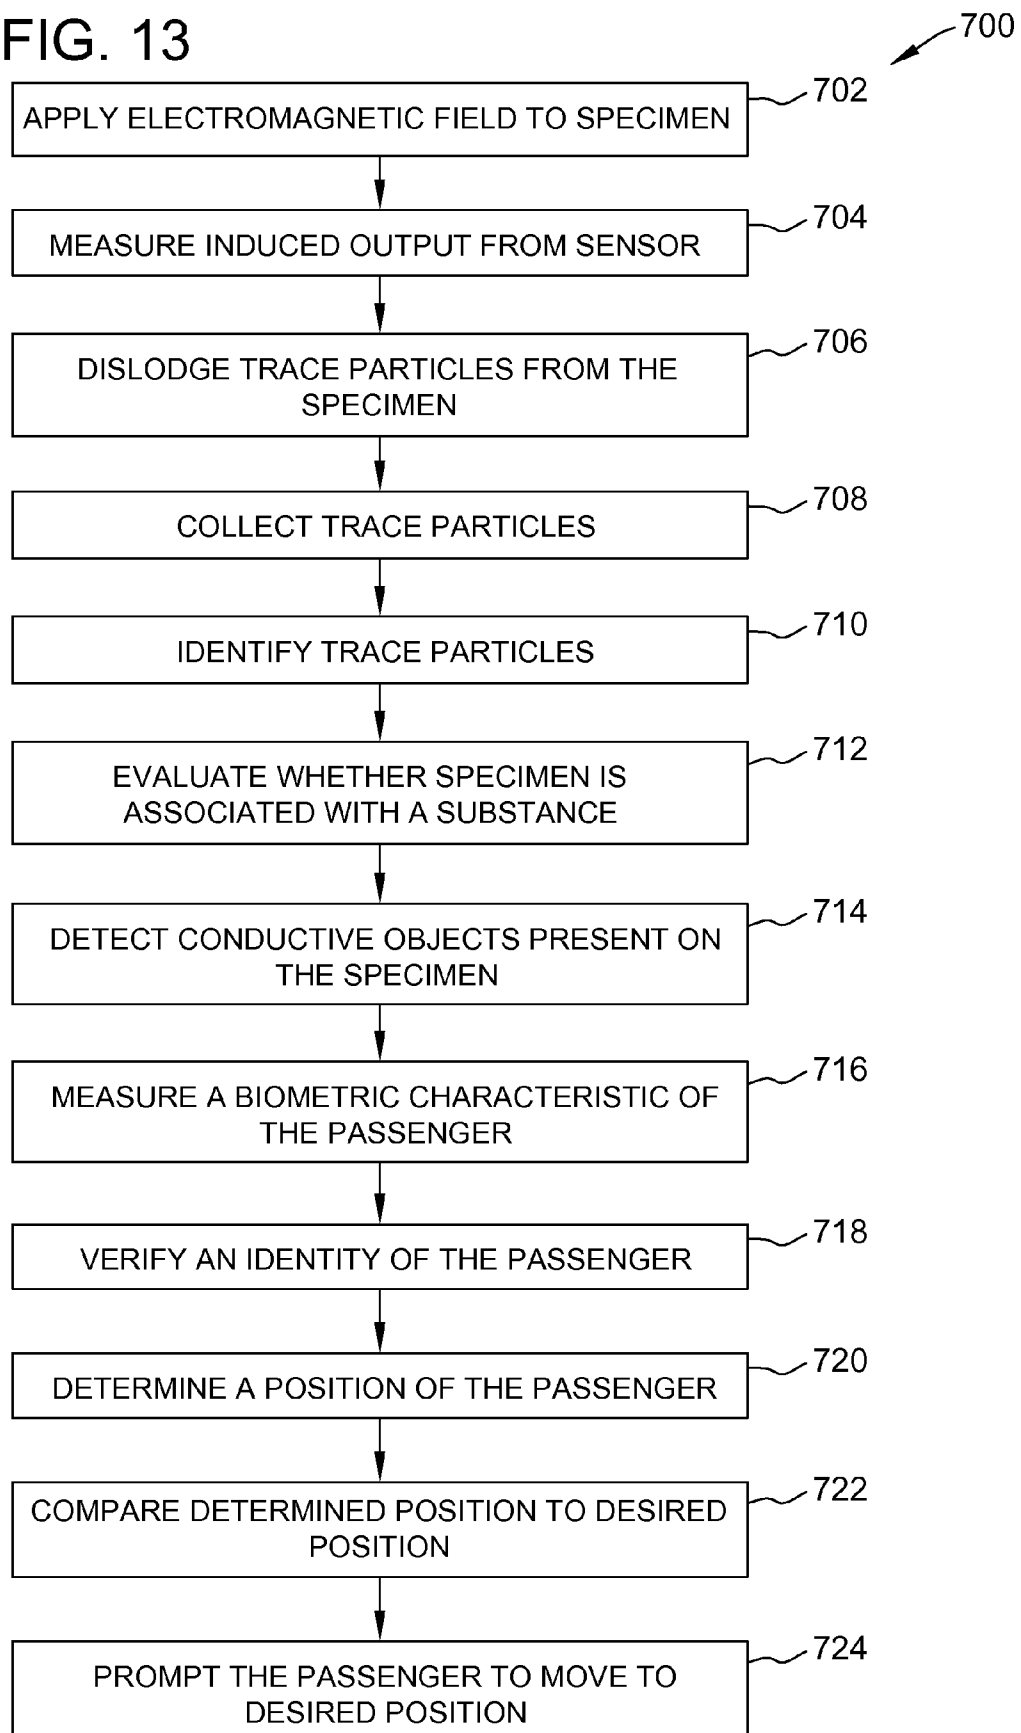 FIG. 13
700
APPLY ELECTROMAGNETIC FIELD TO SPECIMEN
702
MEASURE INDUCED OUTPUT FROM SENSOR
704
DISLODGE TRACE PARTICLES FROM THE
SPECIMEN
706
COLLECT TRACE PARTICLES
708
IDENTIFY TRACE PARTICLES
710
EVALUATE WHETHER SPECIMEN IS
ASSOCIATED WITH A SUBSTANCE
712
DETECT CONDUCTIVE OBJECTS PRESENT ON
THE SPECIMEN
714
MEASURE A BIOMETRIC CHARACTERISTIC OF
THE PASSENGER
716
VERIFY AN IDENTITY OF THE PASSENGER
718
DETERMINE A POSITION OF THE PASSENGER
720
COMPARE DETERMINED POSITION TO DESIRED
POSITION
722
PROMPT THE PASSENGER TO MOVE TO
DESIRED POSITION
724